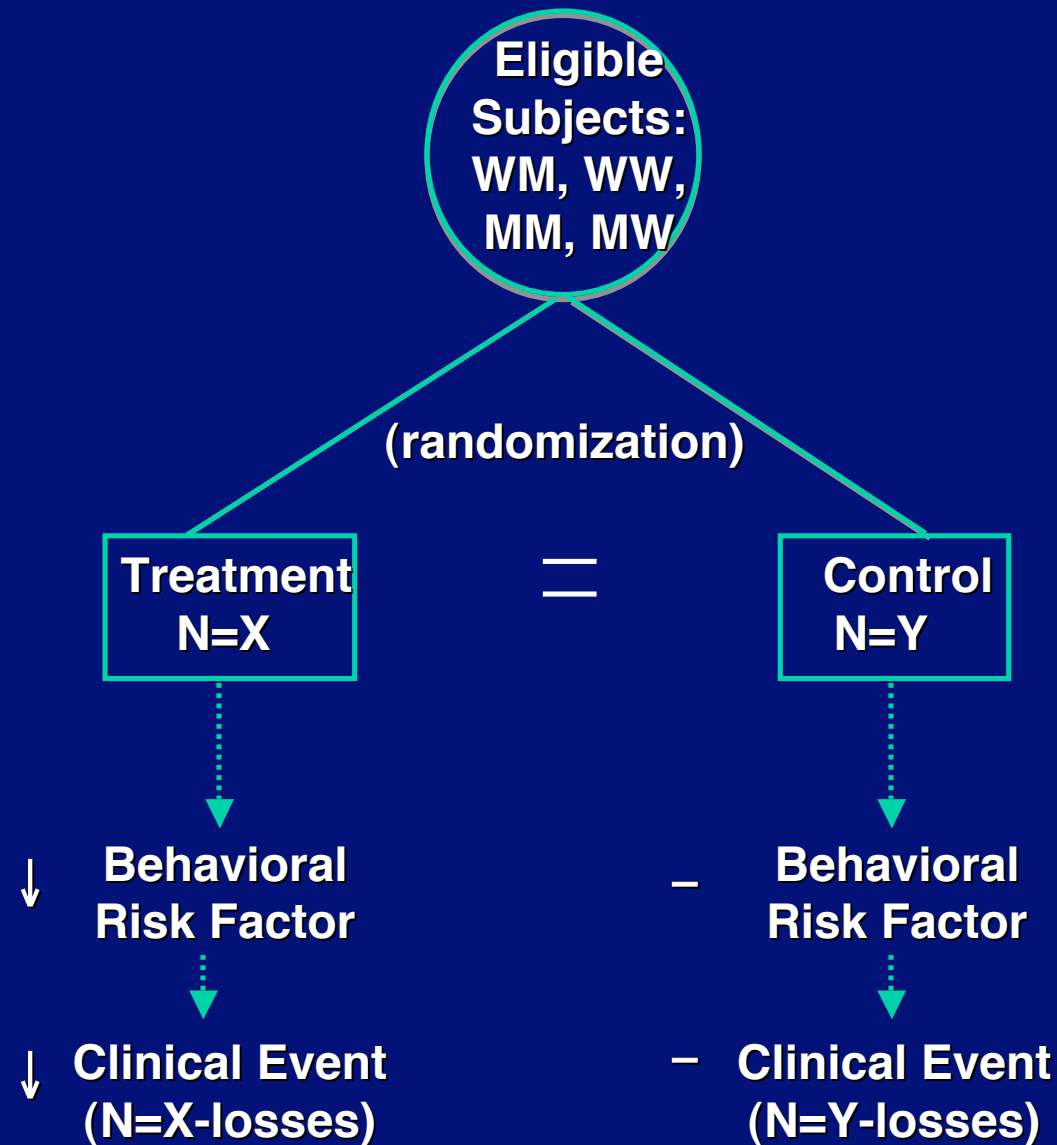 Eligible
Subjects:
WM, WW,
MM, MW
(randomization)
Treatment
N=X
=
Control
N=Y
↓ Behavioral
Risk Factor
– Behavioral
Risk Factor
↓ Clinical Event
(N=X-losses)
– Clinical Event
(N=Y-losses)